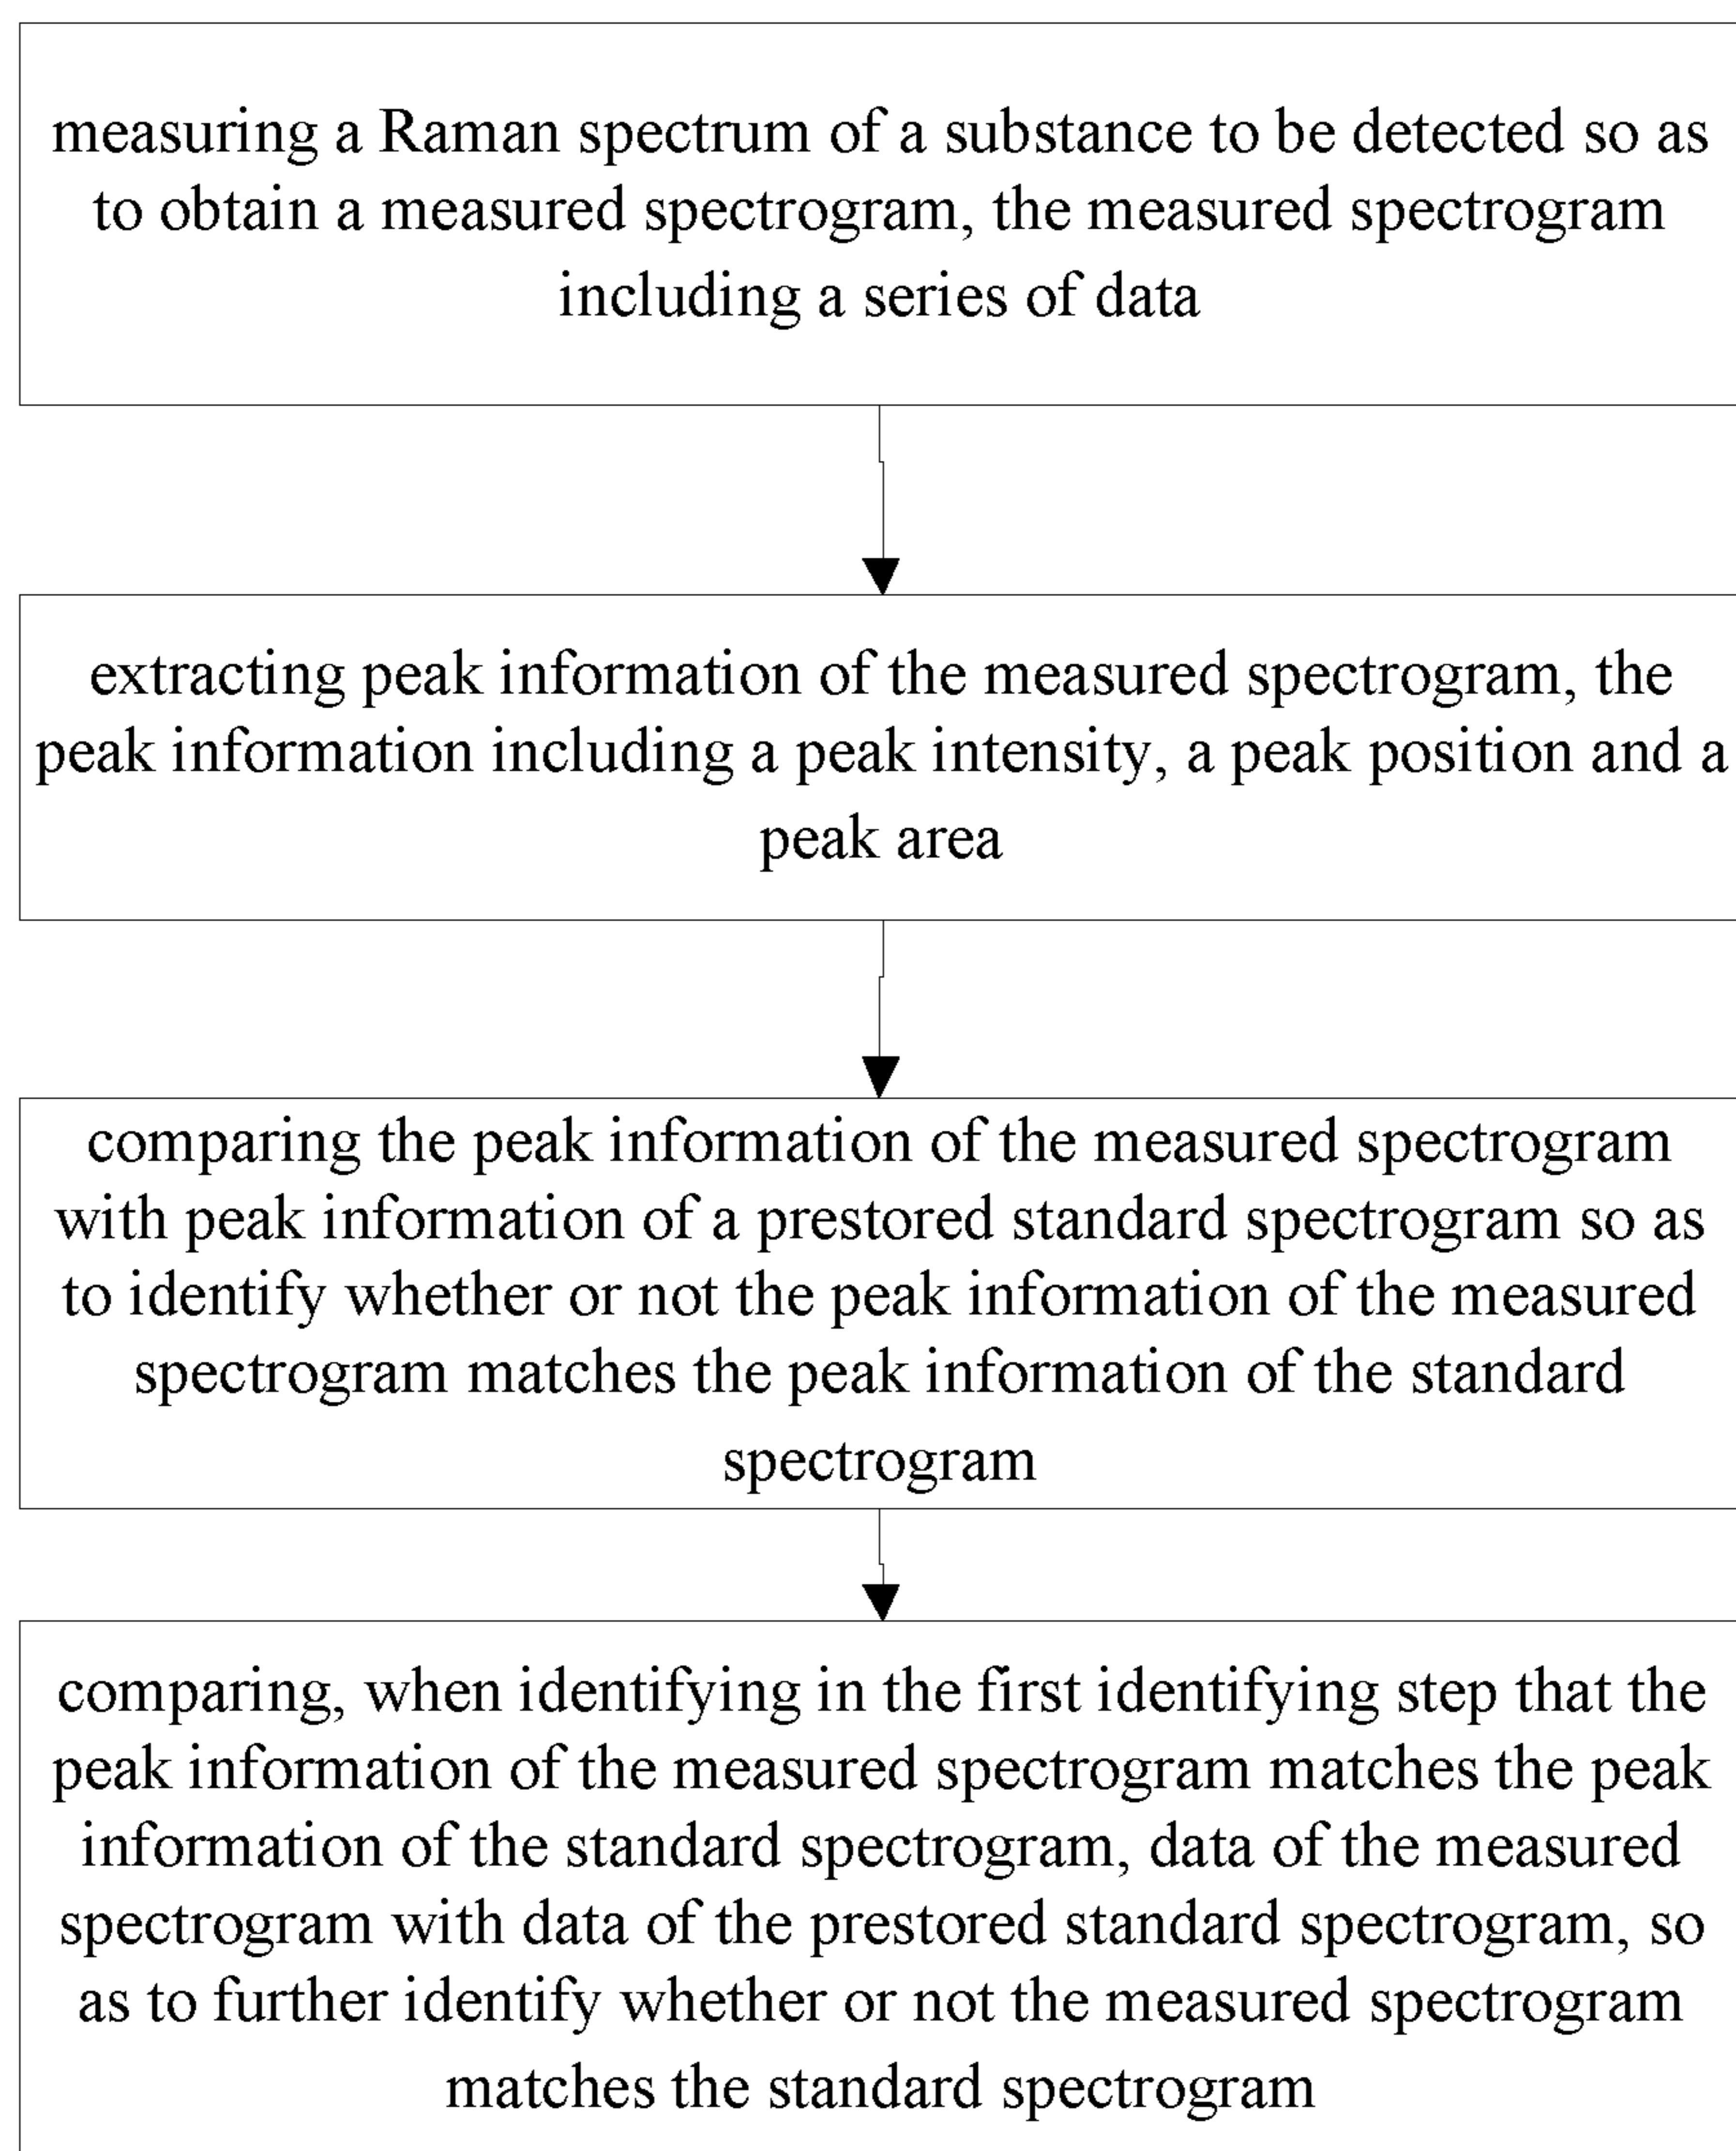 measuring a Raman spectrum of a substance to be detected so as
to obtain a measured spectrogram, the measured spectrogram
including a series of data
extracting peak information of the measured spectrogram, the
peak information including a peak intensity, a peak position and a
peak area
comparing the peak information of the measured spectrogram
with peak information of a prestored standard spectrogram so as
to identify whether or not the peak information of the measured
spectrogram matches the peak information of the standard
spectrogram
comparing, when identifying in the first identifying step that the
peak information of the measured spectrogram matches the peak
information of the standard spectrogram, data of the measured
spectrogram with data of the prestored standard spectrogram, so
as to further identify whether or not the measured spectrogram
matches the standard spectrogram